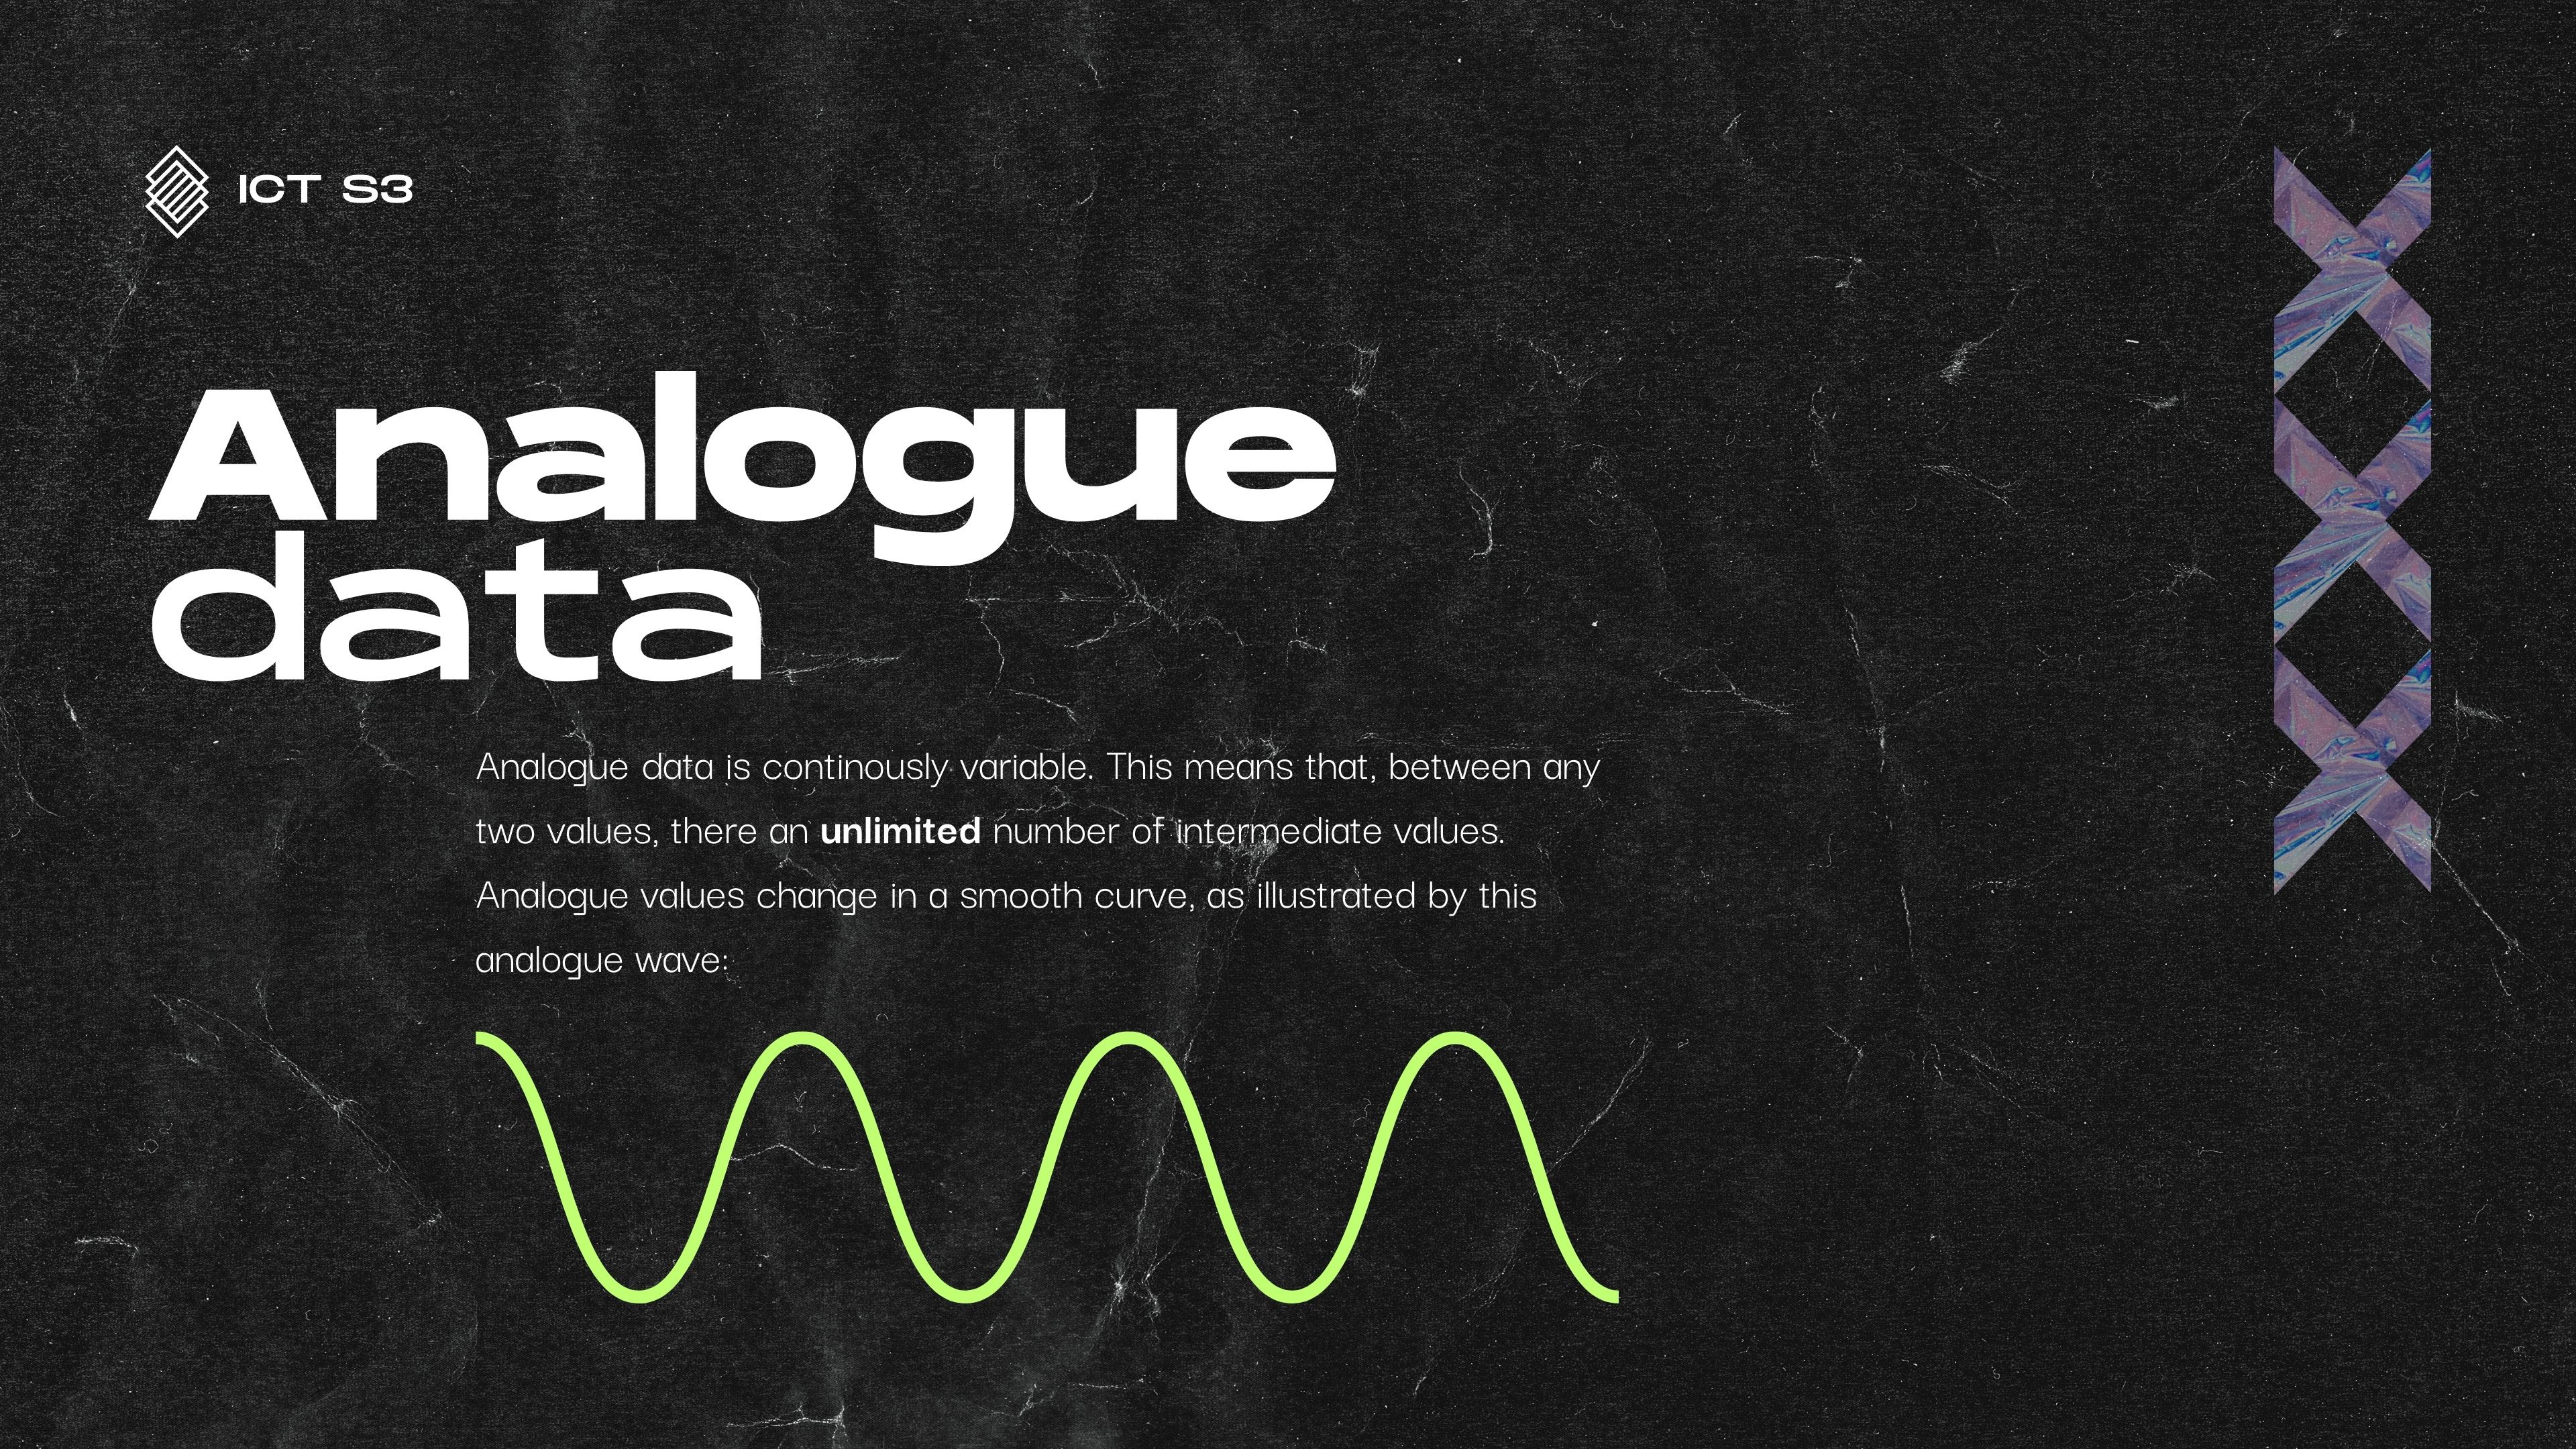 ICT S3
Analogue
data
Analogue data is continously variable. This means that, between any
two values, there an unlimited number of intermediate values.
Analogue values change in a smooth curve, as illustrated by this
analogue wave: